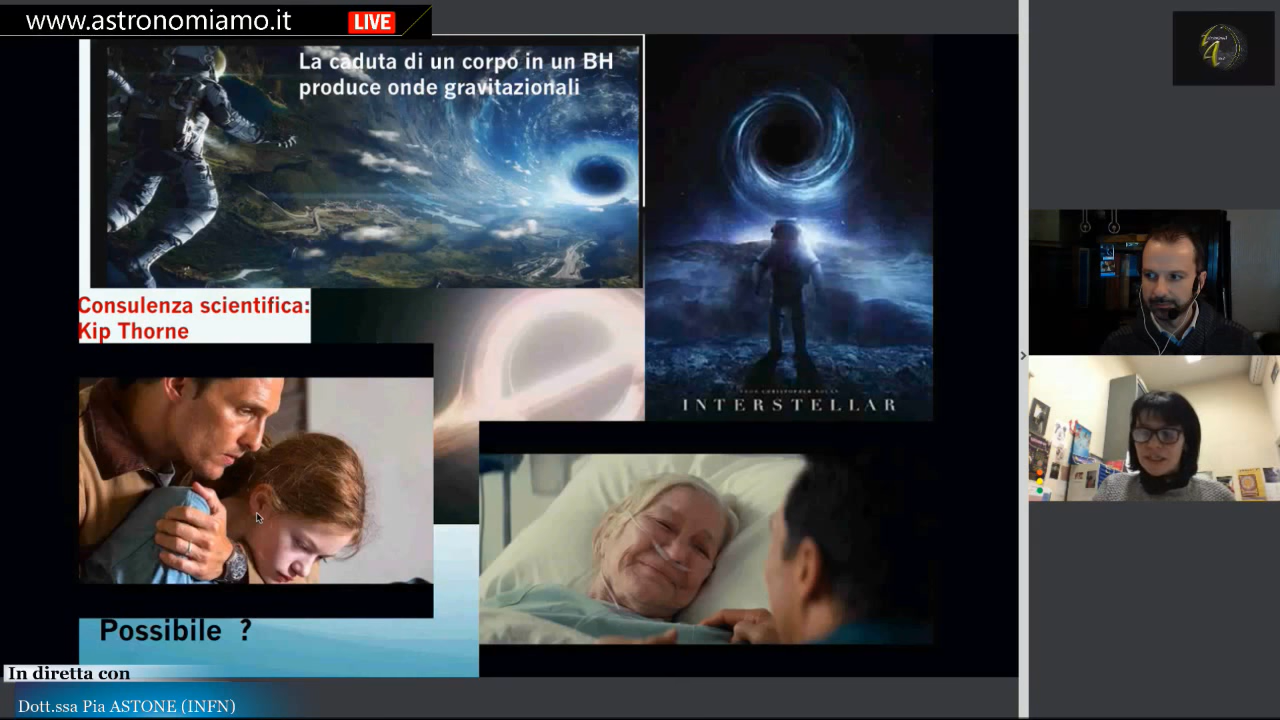 www.astronomiamo.it
LIVE
La caduta di un corpo in un BH
produce onde gravitazionali
Consulenza scientifica:
Kip Thorne
INTERSTELLAR
Possibile ?
In diretta con
Dott.ssa Pia ASTONE (INFN)